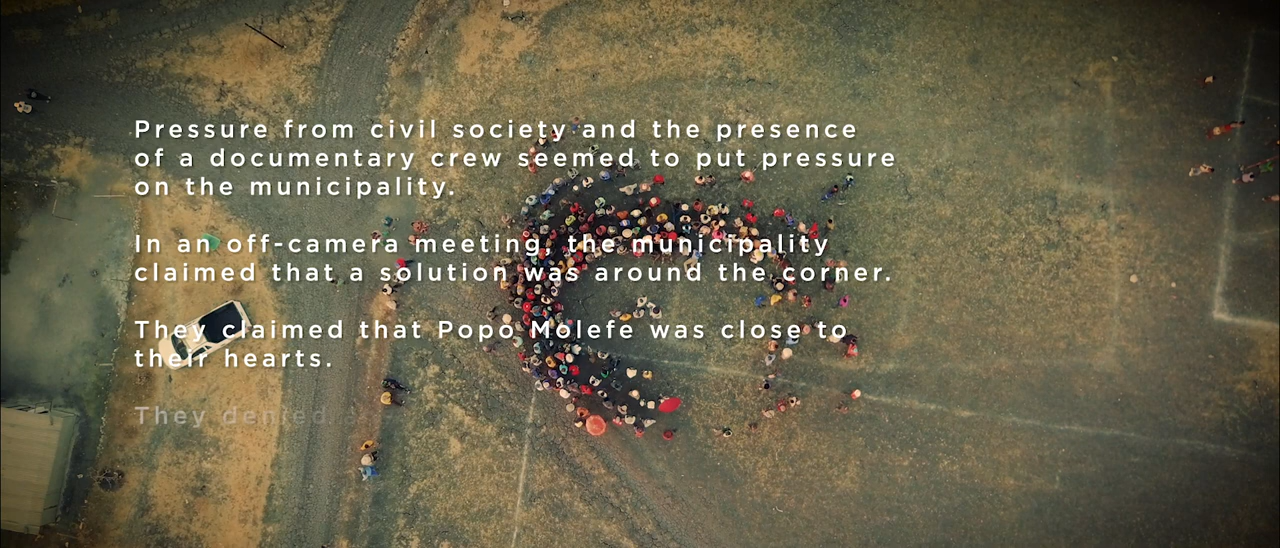 Pressure from civil society and the presence
of a documentary crew seemed to put pressure
on the municipality.
In an off-camera meeting, the municipality
claimed that a solution was around the corner.
They claimed that Popo Molefe was close to
their hearts.
They denied